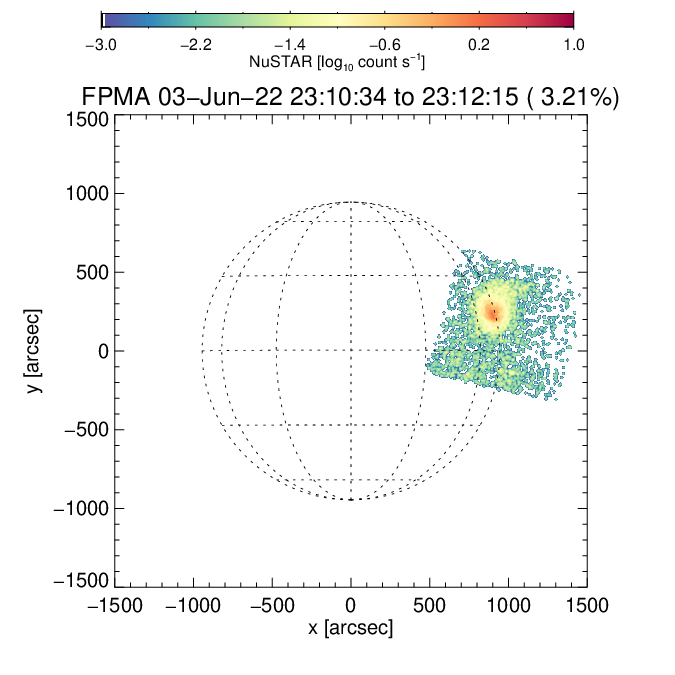 −3.0 −2.2 −1.4 −0.6 0.2 1.0
NuSTAR [log₁₀ count s⁻¹]
FPMA 03−Jun−22 23:10:34 to 23:12:15 ( 3.21%)
1500
1000
500
0
−500
−1000
−1500
y [arcsec]
−1500 −1000 −500 0 500 1000 1500
x [arcsec]